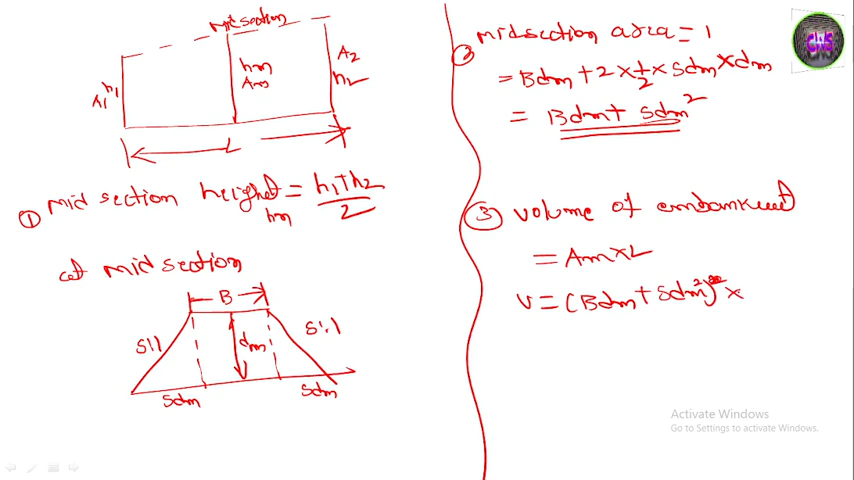 mid section
A1 h1
hm
Am
A2
h2
L
① mid section height = h1+h2
hm 2
at mid section
B
S:1
dm
S:1
Sdm
Sdm
② midsection area =
= Bdm + 2 × 1/2 × Sdm × dm
= Bdm + Sdm²
③ volume of embankment
= Am × L
V = (Bdm + Sdm²) ×
CWS
Activate Windows
Go to Settings to activate Windows.